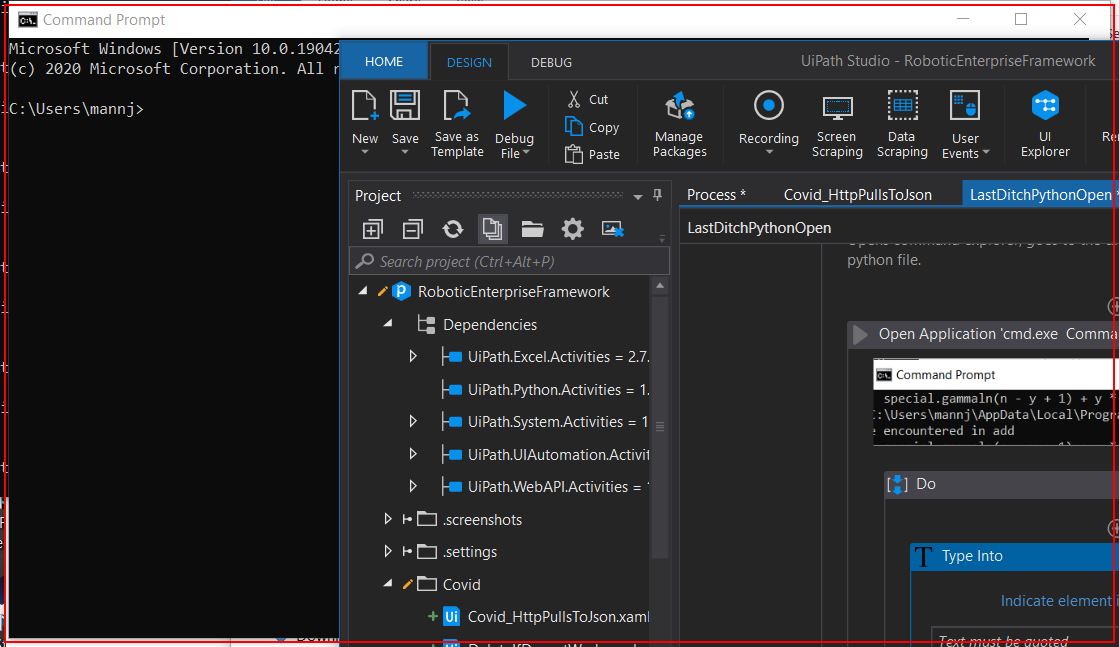 Command Prompt
Microsoft Windows [Version 10.0.19042
(c) 2020 Microsoft Corporation. All r
C:\Users\mannj>
HOME
DESIGN
DEBUG
UiPath Studio - RoboticEnterpriseFramework
New
Save
Save as
Template
Debug
File
Cut
Copy
Paste
Manage
Packages
Recording
Screen
Scraping
Data
Scraping
User
Events
UI
Explorer
Re
Project
Search project (Ctrl+Alt+P)
RoboticEnterpriseFramework
Dependencies
UiPath.Excel.Activities = 2.7.
UiPath.Python.Activities = 1.
UiPath.System.Activities = 1
UiPath.UIAutomation.Activit
UiPath.WebAPI.Activities =
.screenshots
.settings
Covid
Covid_HttpPullsToJson.xaml
Process *
Covid_HttpPullsToJson
LastDitchPythonOpen
LastDitchPythonOpen
python file.
Open Application 'cmd.exe Comma
Command Prompt
special.gammaln(n - y + 1) + y *
C:\Users\mannj\AppData\Local\Progra
e encountered in add
Do
Type Into
Indicate element i
Text must be quoted